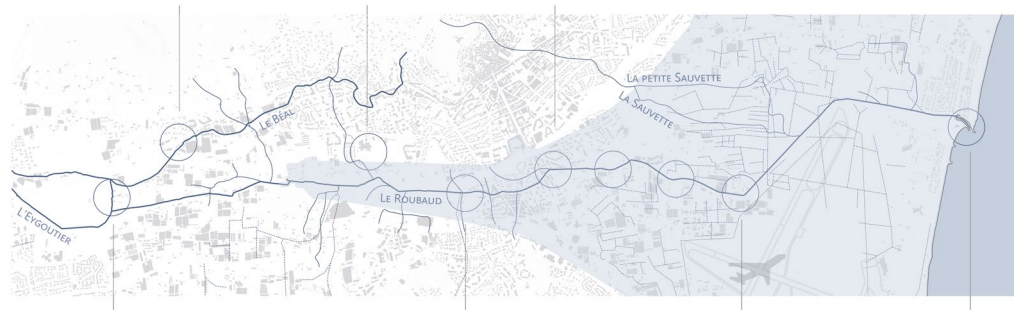 La petite Sauvette
La Sauvette
Le Béal
Le Roubaud
L'Eygoutier